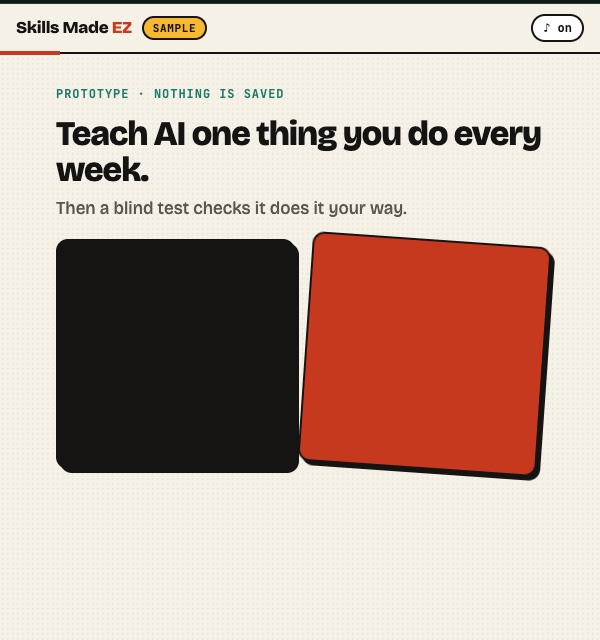 Skills Made EZ SAMPLE ♪ on
PROTOTYPE · NOTHING IS SAVED
Teach AI one thing you do every
week.
Then a blind test checks it does it your way.